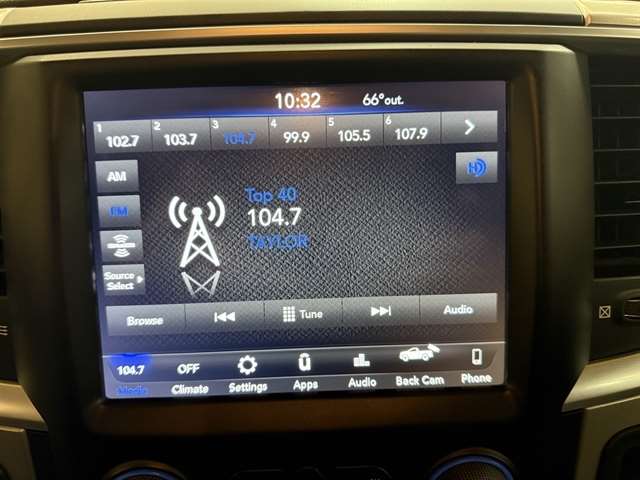 10:32 66°out.
1 2 3 4 5 6
102.7 103.7 104.7 99.9 105.5 107.9
AM
HD
FM
Top 40
104.7
TAYLOR
Source
Select
Browse Tune Audio
104.7 OFF
Media Climate Settings Apps Audio Back Cam Phone